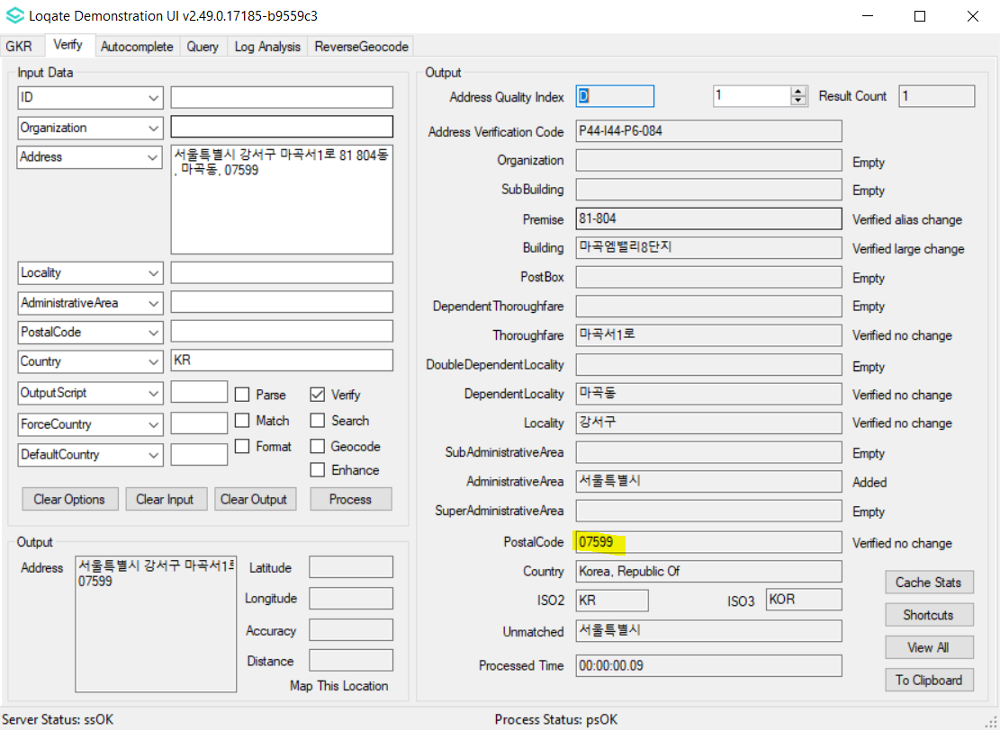 Loqate Demonstration UI v2.49.0.17185-b9559c3
GKR Verify Autocomplete Query Log Analysis ReverseGeocode
Input Data
ID
Organization
Address 서울특별시 강서구 마곡서1로 81 804동
, 마곡동, 07599
Locality
AdministrativeArea
PostalCode
Country KR
OutputScript Parse Verify
ForceCountry Match Search
DefaultCountry Format Geocode
Enhance
Clear Options Clear Input Clear Output Process
Output
Address 서울특별시 강서구 마곡서1
07599
Latitude
Longitude
Accuracy
Distance
Map This Location
Output
Address Quality Index D 1 Result Count 1
Address Verification Code P44-I44-P6-084
Organization Empty
SubBuilding Empty
Premise 81-804 Verified alias change
Building 마곡엠밸리8단지 Verified large change
PostBox Empty
DependentThoroughfare Empty
Thoroughfare 마곡서1로 Verified no change
DoubleDependentLocality Empty
DependentLocality 마곡동 Verified no change
Locality 강서구 Verified no change
SubAdministrativeArea Empty
AdministrativeArea 서울특별시 Added
SuperAdministrativeArea Empty
PostalCode 07599 Verified no change
Country Korea, Republic Of
ISO2 KR ISO3 KOR
Unmatched 서울특별시
Processed Time 00:00:00.09
Cache Stats
Shortcuts
View All
To Clipboard
Server Status: ssOK Process Status: psOK